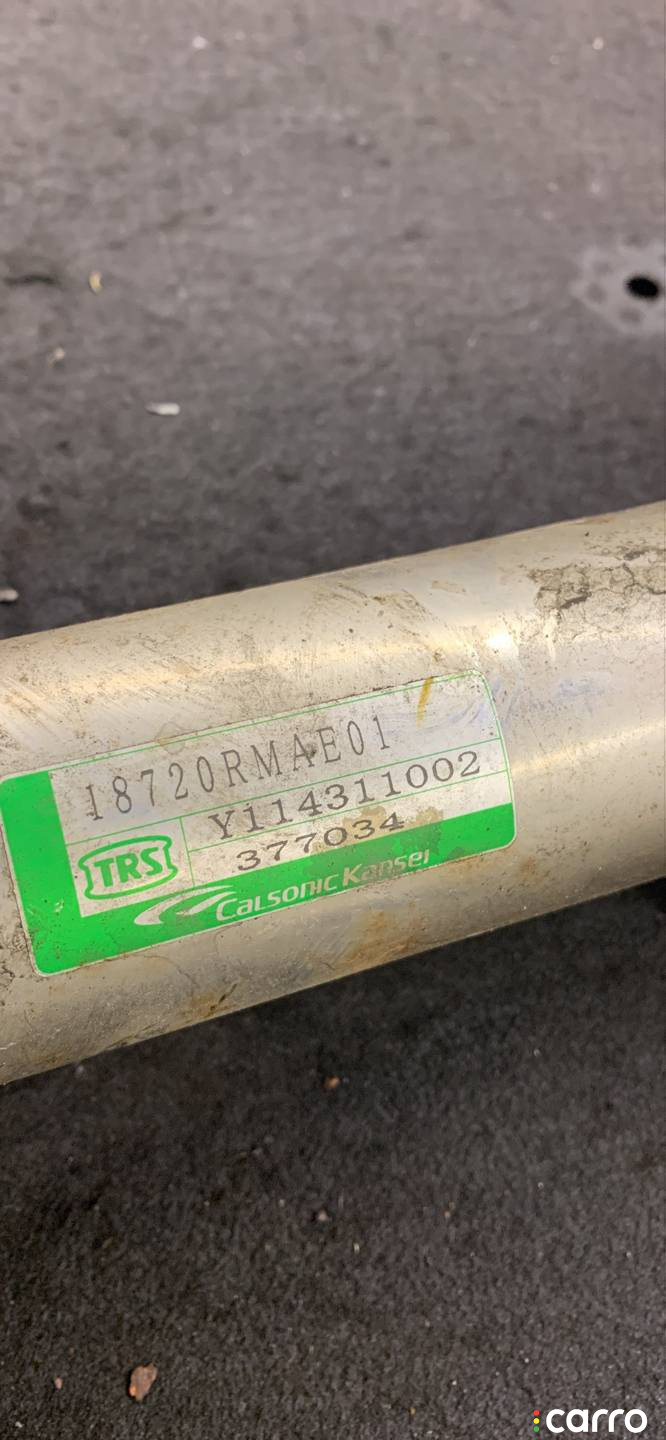 18720RMAE01
Y114311002
TRS
377034
CALSONIC KANSEI
carro